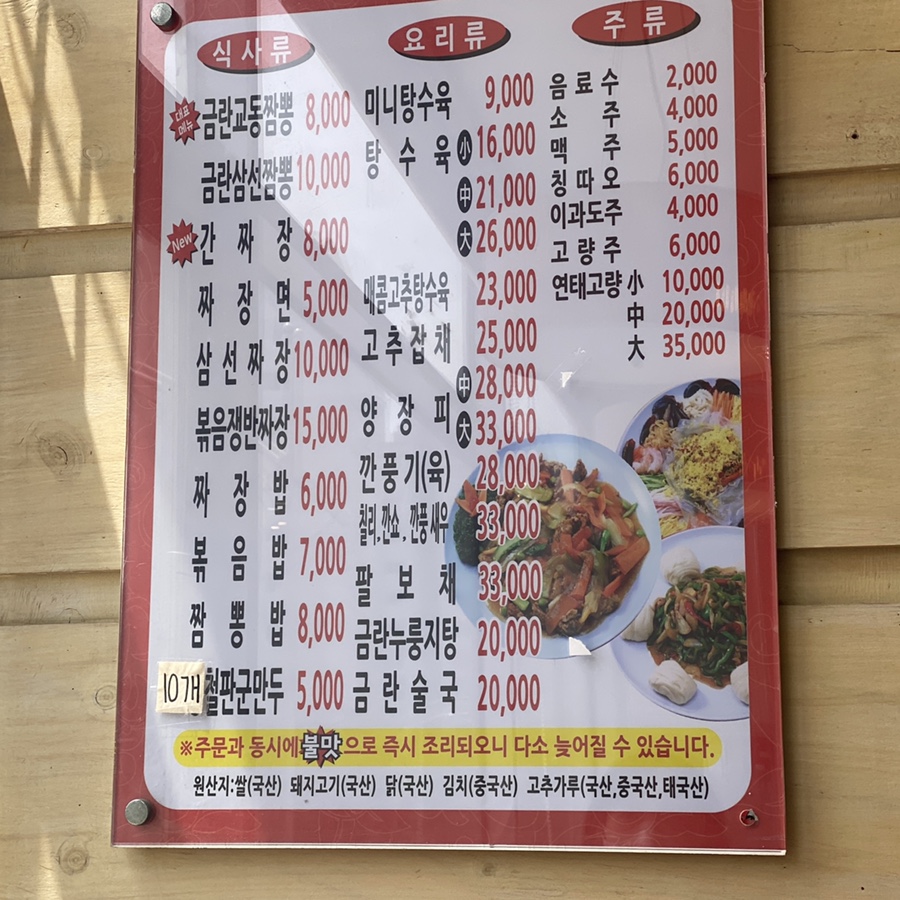 식사류
대표 메뉴 금란교동짬뽕 8,000
금란삼선짬뽕 10,000
New 간짜장 8,000
짜장면 5,000
삼선짜장 10,000
볶음쟁반짜장 15,000
짜장밥 6,000
볶음밥 7,000
짬뽕밥 8,000
10개 철판군만두 5,000
요리류
미니탕수육 9,000
탕수육 小 16,000
中 21,000
大 26,000
매콤고추탕수육 23,000
고추잡채 25,000
양장피 中 28,000
大 33,000
깐풍기(육) 28,000
칠리,깐쇼,깐풍새우 33,000
팔보채 33,000
금란누룽지탕 20,000
금란술국 20,000
주류
음료수 2,000
소주 4,000
맥주 5,000
칭따오 6,000
이과도주 4,000
고량주 6,000
연태고량 小 10,000
中 20,000
大 35,000
※주문과 동시에 불맛으로 즉시 조리되오니 다소 늦어질 수 있습니다.
원산지:쌀(국산) 돼지고기(국산) 닭(국산) 김치(중국산) 고추가루(국산,중국산,태국산)